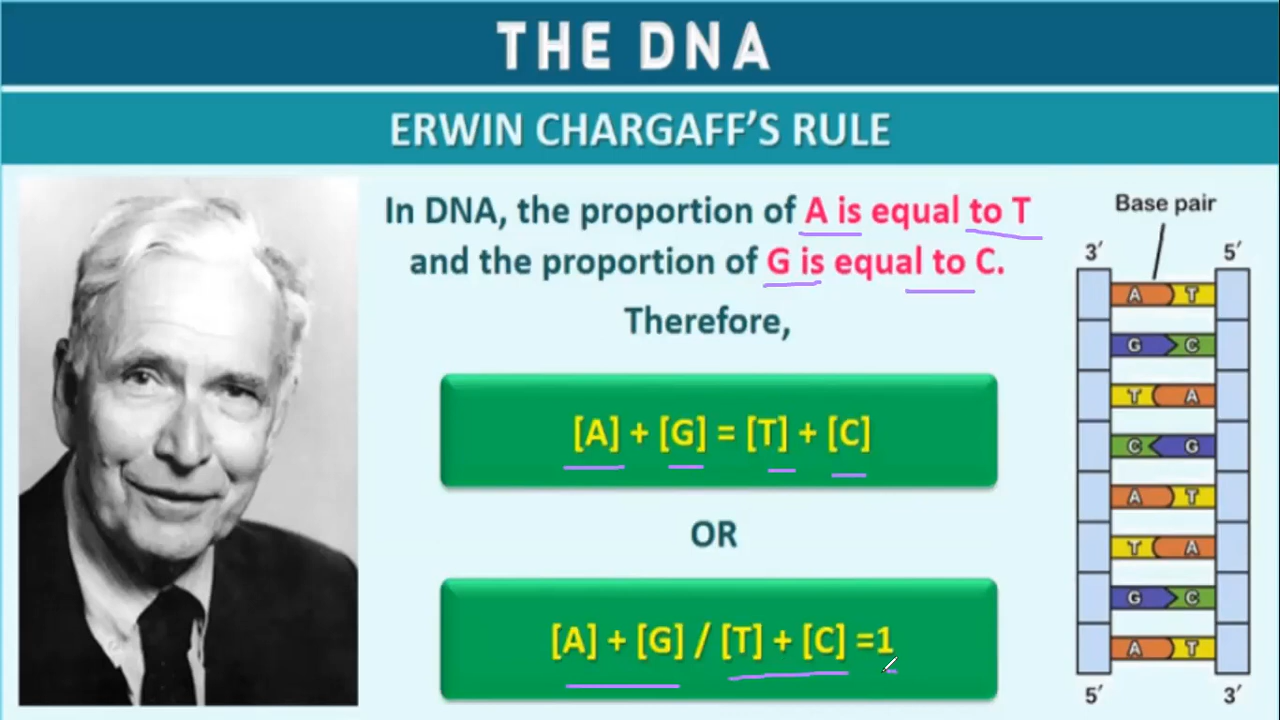 THE DNA
ERWIN CHARGAFF'S RULE
In DNA, the proportion of A is equal to T
and the proportion of G is equal to C.
Therefore,
[A] + [G] = [T] + [C]
OR
[A] + [G] / [T] + [C] =1
Base pair
3′ 5′
A T
G C
T A
C G
A T
T A
G C
A T
5′ 3′